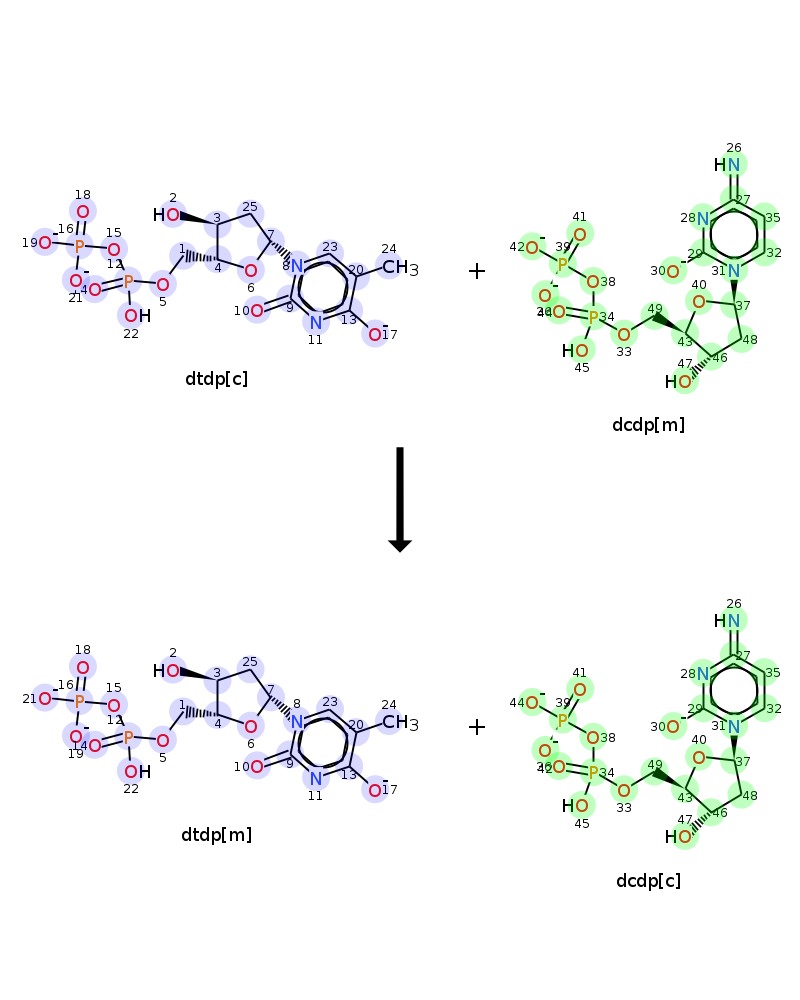 26
HN
27
28 N 35
29
30 O⁻ 31 32
N
18
O
16 15
19 O⁻ P O
O⁻ 12
21 14 O P O
5
OH
22
2
HO 3 25
1 7
4 O
6
8 N 23 24
20 CH3
10 O 9 13
N O⁻ 17
11
dtdp[c]
+
41
42 O⁻ O
39
P O 38
O⁻
O P 34
O 49
HO 33
45
40
O 37
43 48
47 46
HO
dcdp[m]
26
HN
27
28 N 35
29
30 O⁻ 31 32
N
18
O
16 15
21 O⁻ P O
O⁻ 12
19 14 O P O
5
OH
22
2
HO 3 25
1 7
4 O
6
8 N 23 24
20 CH3
10 O 9 13
N O⁻ 17
11
dtdp[m]
+
41
44 O⁻ O
39
P O 38
O⁻
42 O P 34
O 49
HO 33
45
40
O 37
43 48
47 46
HO
dcdp[c]